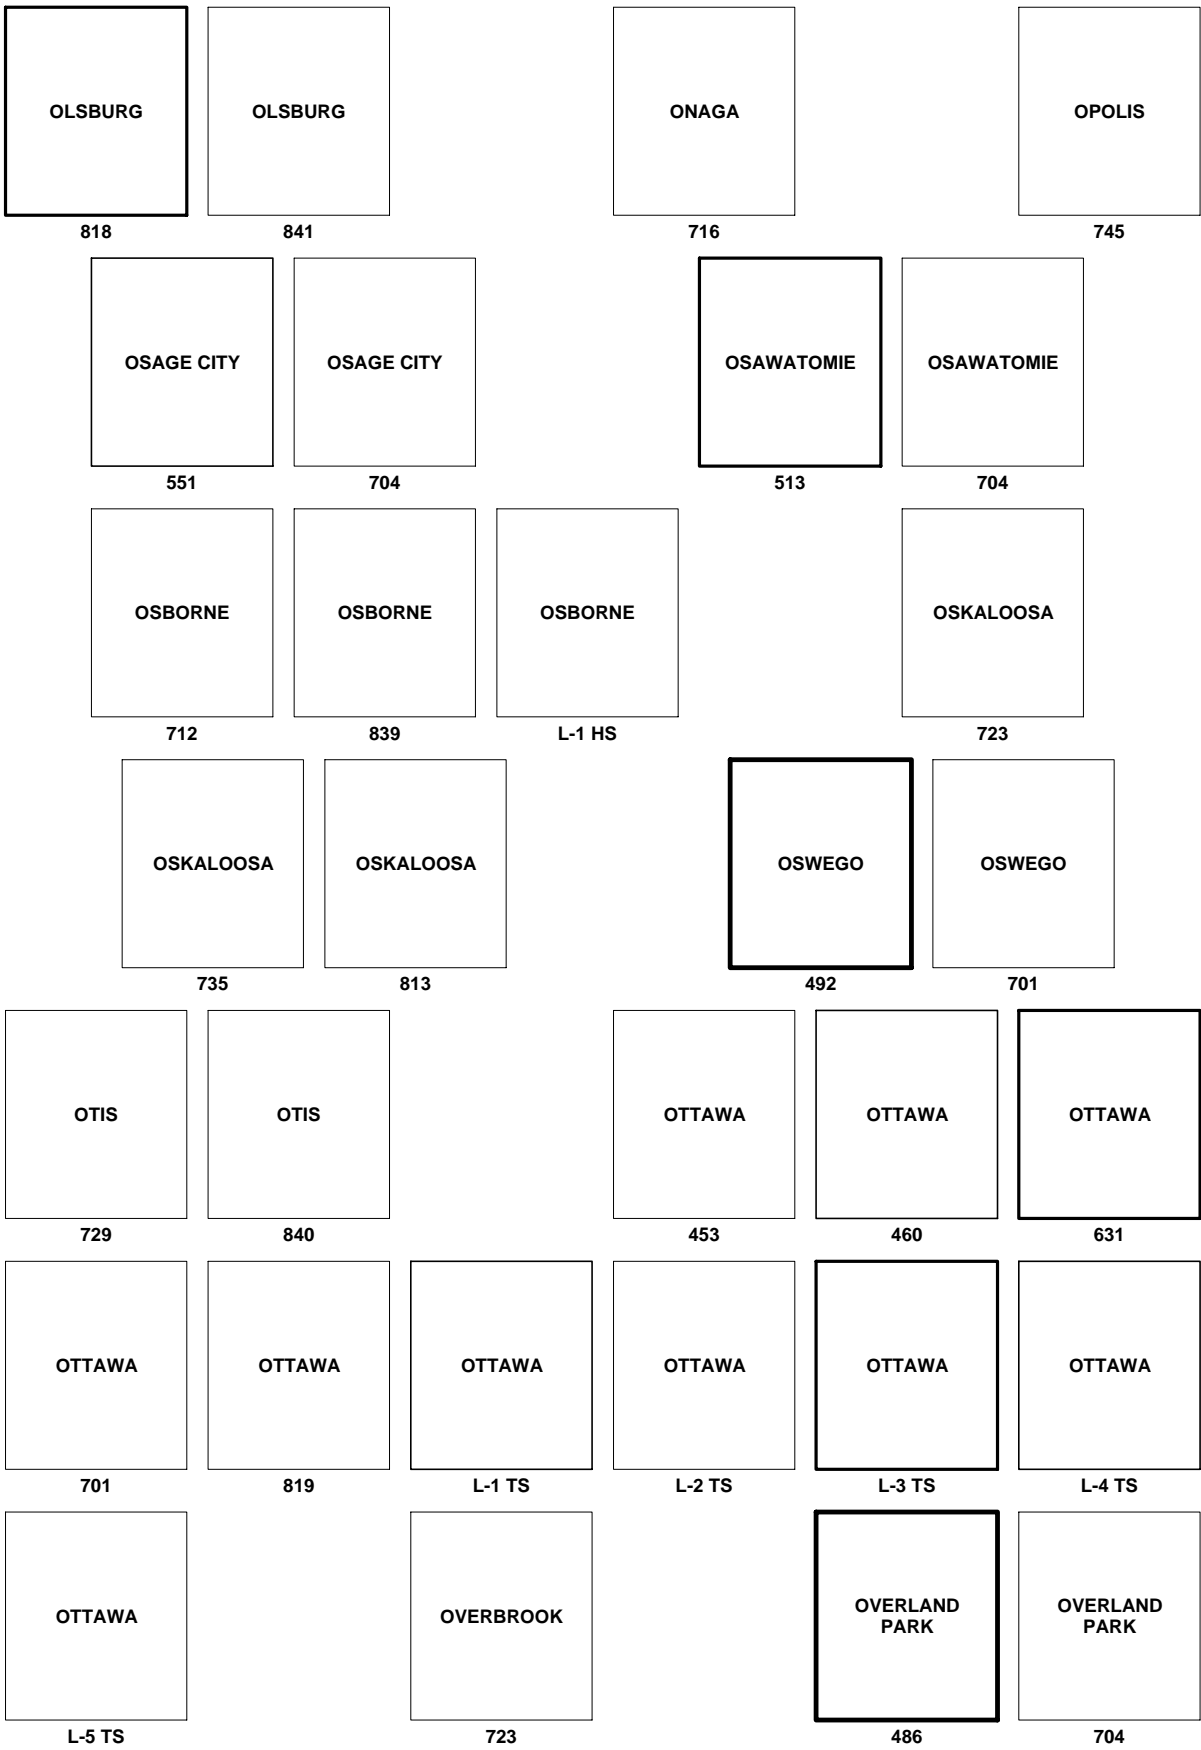 OLSBURG OLSBURG ONAGA OPOLIS
818 841 716 745
OSAGE CITY OSAGE CITY OSAWATOMIE OSAWATOMIE
551 704 513 704
OSBORNE OSBORNE OSBORNE OSKALOOSA
712 839 L-1 HS 723
OSKALOOSA OSKALOOSA OSWEGO OSWEGO
735 813 492 701
OTIS OTIS OTTAWA OTTAWA OTTAWA
729 840 453 460 631
OTTAWA OTTAWA OTTAWA OTTAWA OTTAWA OTTAWA
701 819 L-1 TS L-2 TS L-3 TS L-4 TS
OTTAWA OVERBROOK OVERLAND PARK OVERLAND PARK
L-5 TS 723 486 704